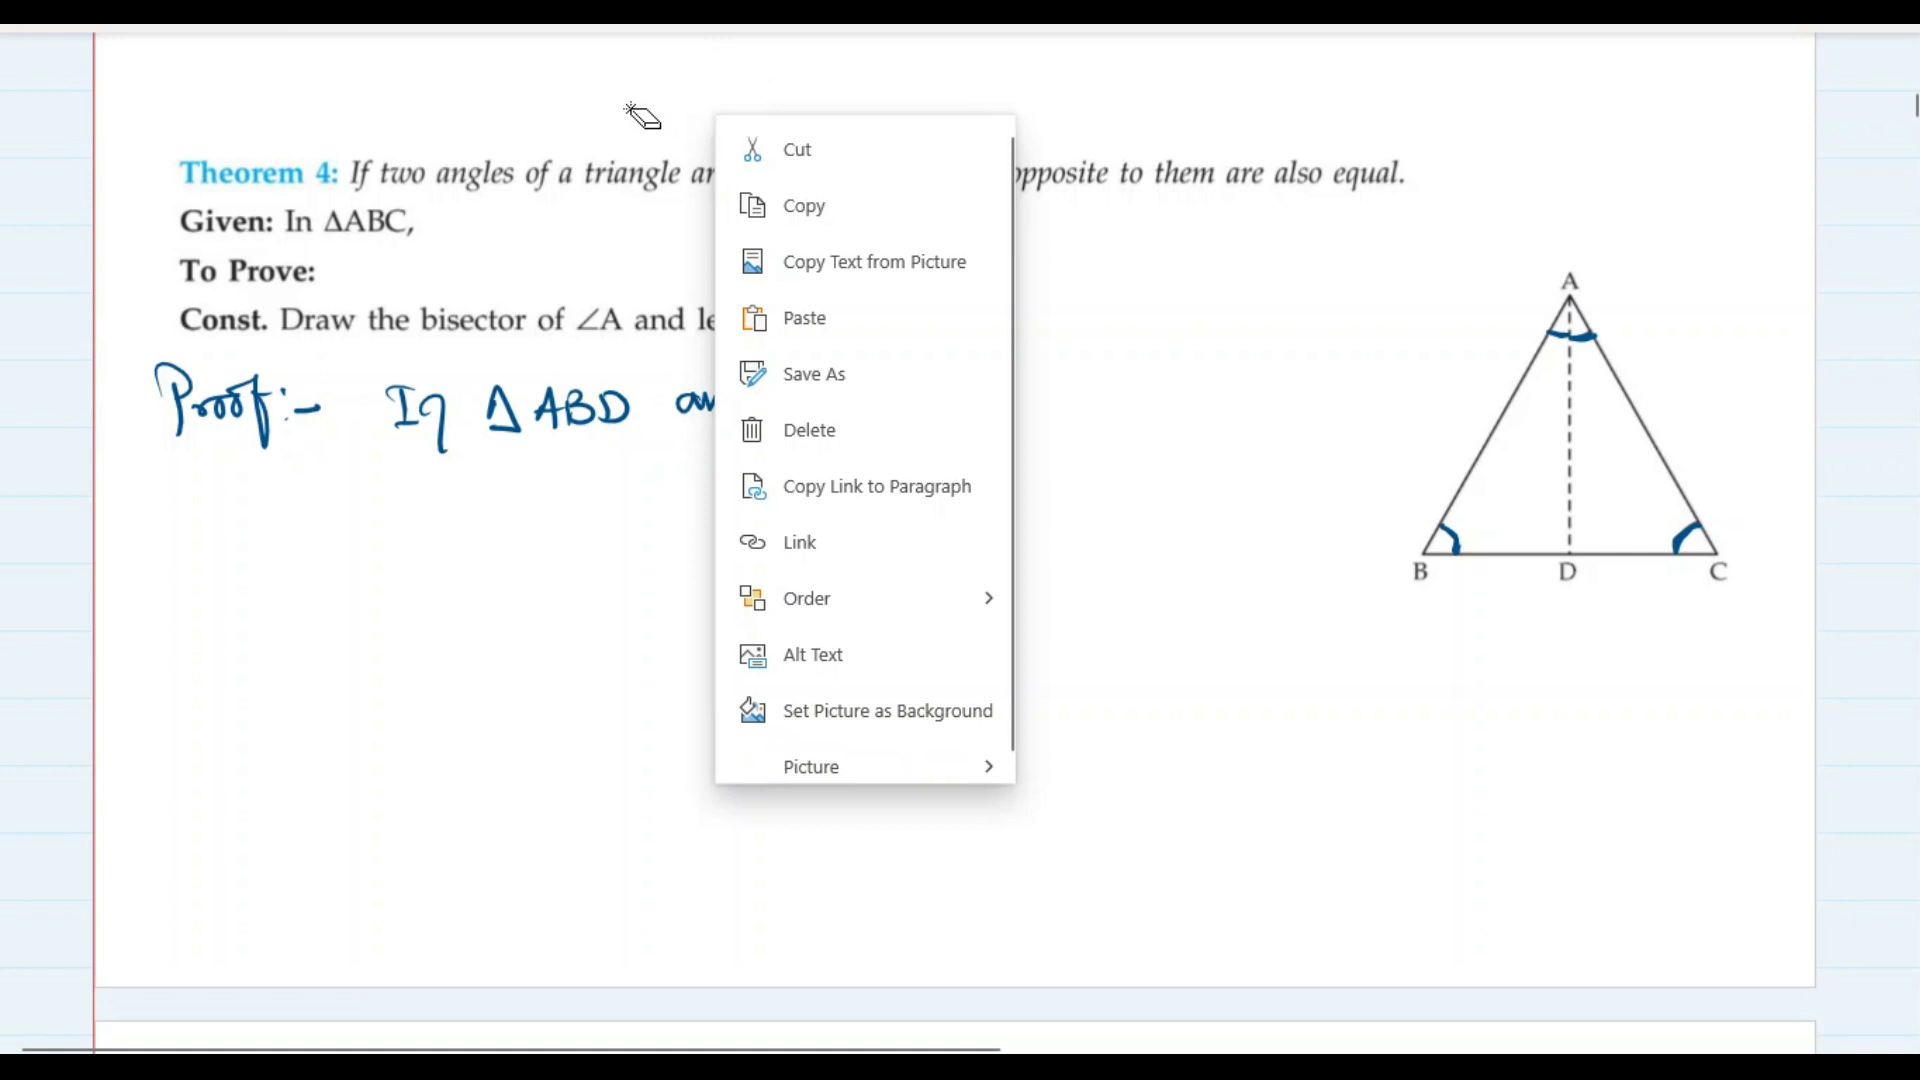 Theorem 4: If two angles of a triangle ar
opposite to them are also equal.
Given: In ΔABC,
To Prove:
Const. Draw the bisector of ∠A and le
Proof:- In Δ ABD
Cut
Copy
Copy Text from Picture
Paste
Save As
Delete
Copy Link to Paragraph
Link
Order
Alt Text
Set Picture as Background
Picture
A
B
D
C